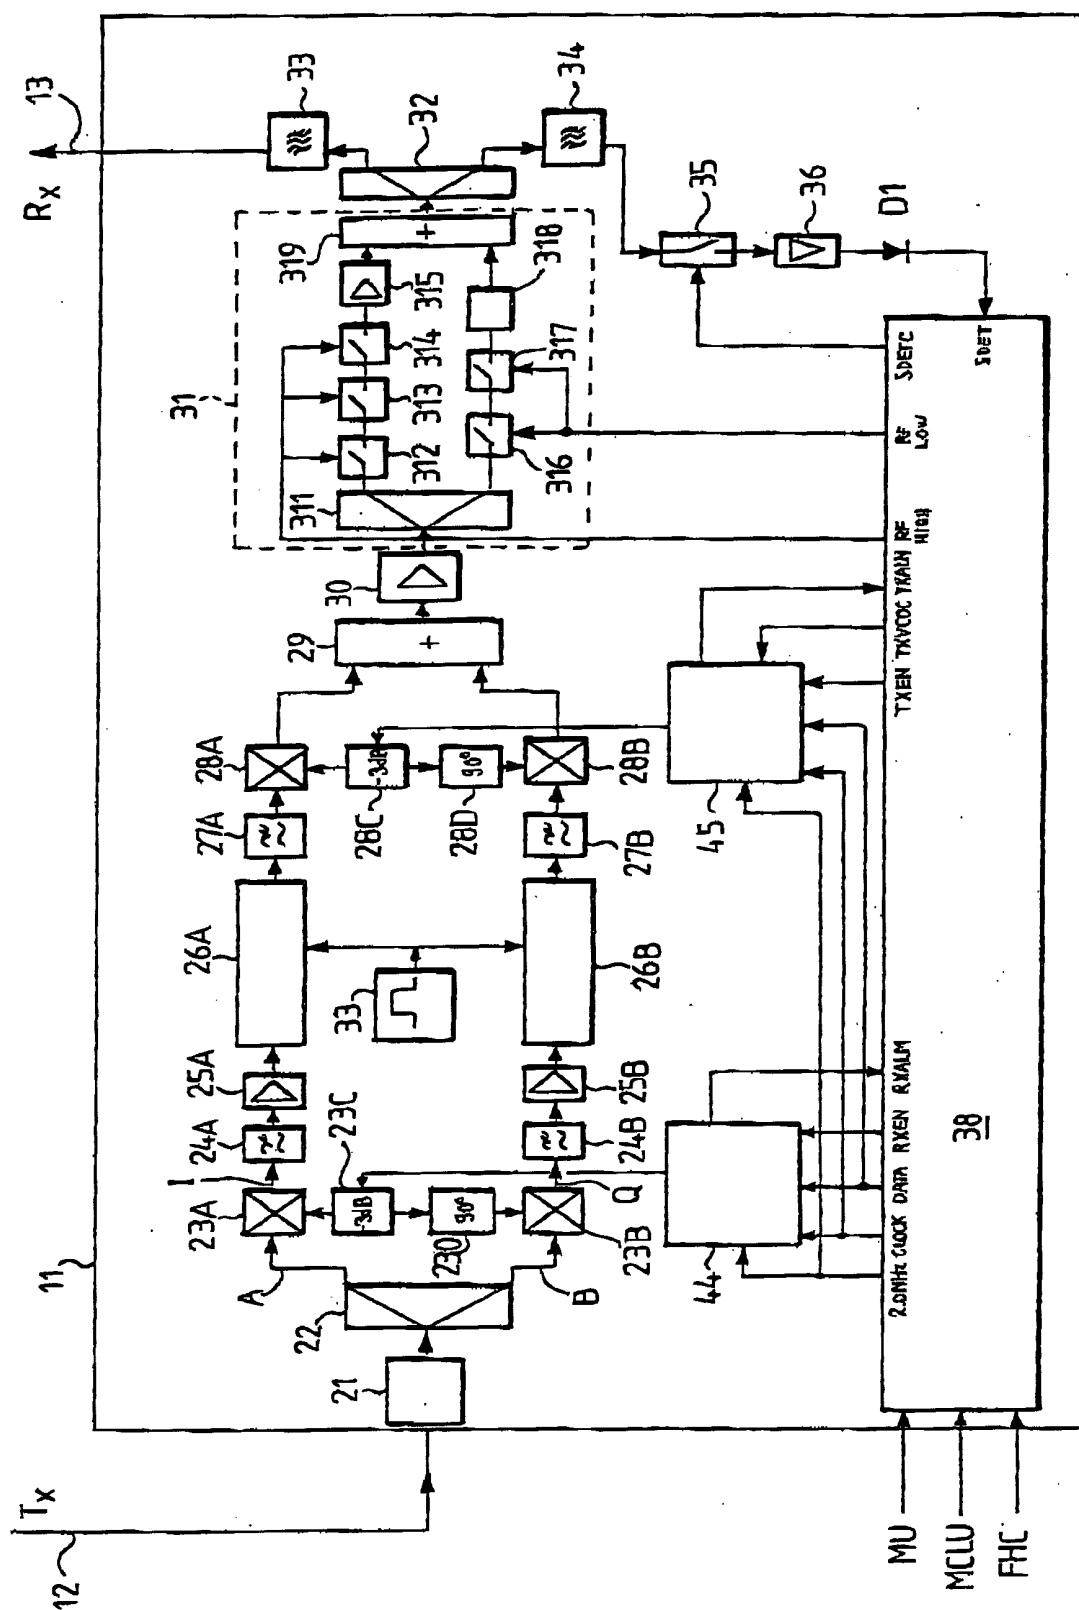 12
Tx
11
21
22
A
B
23A
I
23C
-3dB
90°
230
23B
Q
24A
24B
25A
25B
26A
33
26B
27A
27B
28A
-3dB
28C
90°
28D
28B
29
+
30
31
311
312
313
314
315
316
317
318
319
+
32
33
34
13
Rx
35
36
D1
44
45
2.0MHz
CLOCK
DATA
RXEN
RXALM
TXEN
TXVCOC
TXALM
RF
HIGH
RF
LOW
SDETC
SDET
38
MU
MCLU
FHC